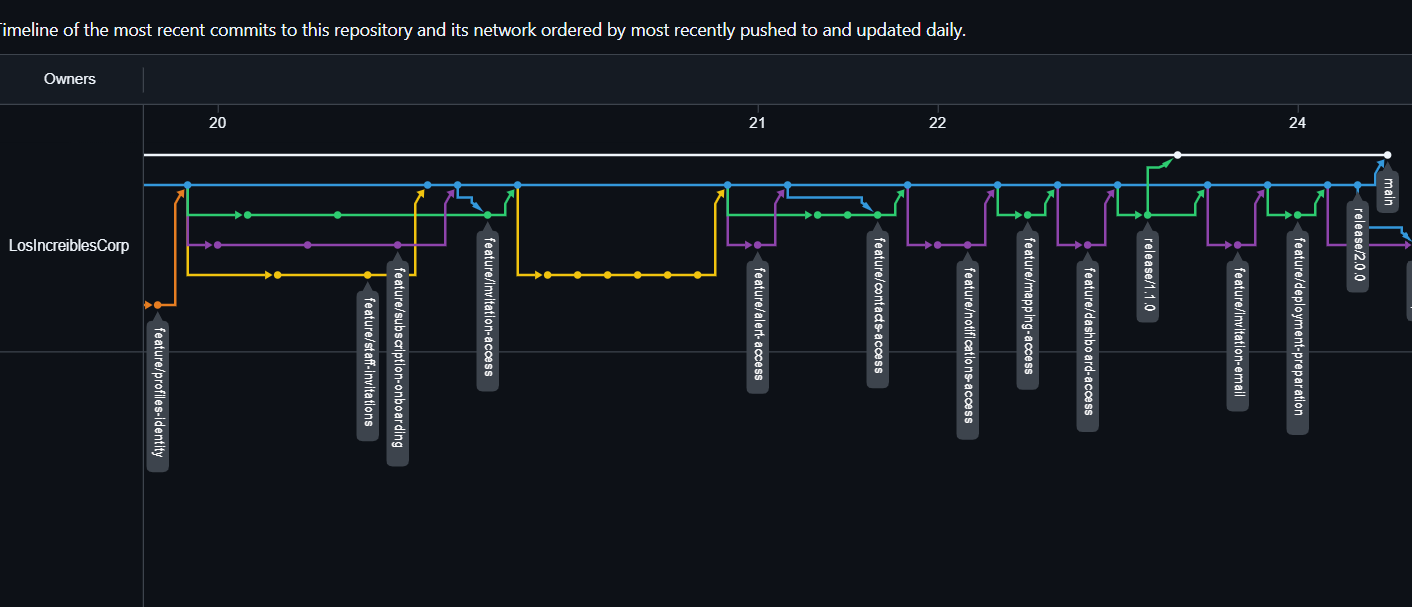 Timeline of the most recent commits to this repository and its network ordered by most recently pushed to and updated daily.
Owners
20
21
22
24
LosIncreiblesCorp
feature/profiles-identity
feature/staff-invitations
feature/subscription-onboarding
feature/invitation-access
feature/alert-access
feature/contacts-access
feature/notifications-access
feature/mapping-access
feature/dashboard-access
release/1.1.0
feature/invitation-email
feature/deployment-preparation
release/2.0.0
main